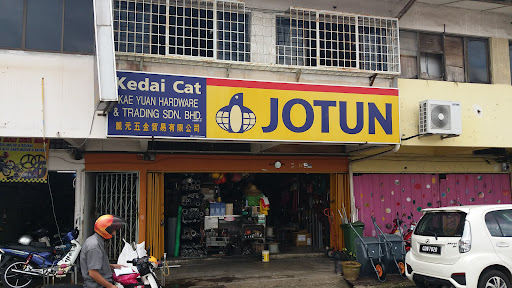 Kedai Cat
KAE YUAN HARDWARE
& TRADING SDN. BHD.
JOTUN